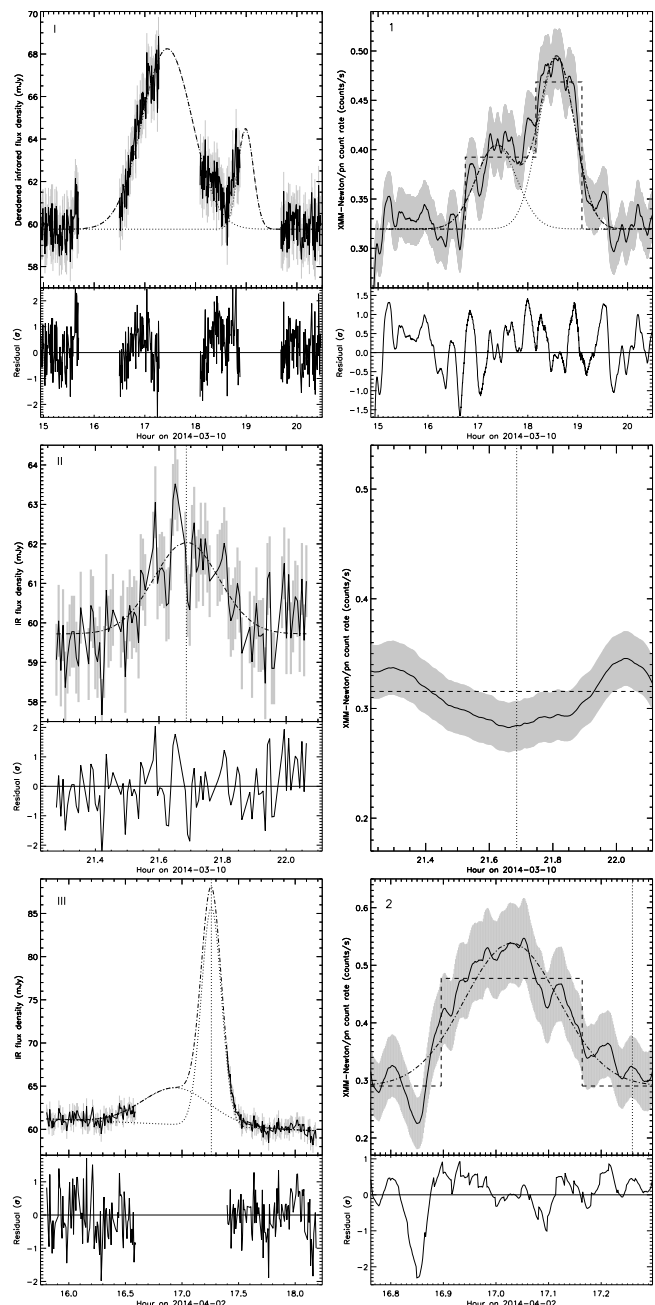 I
Dereddened infrared flux density (mJy)
68
66
64
62
60
58
Residual (σ)
2
1
0
-1
-2
15 16 17 18 19 20
Hour on 2014-03-10
1
XMM-Newton/pn count rate (counts/s)
0.50
0.45
0.40
0.35
0.30
Residual (σ)
1.5
1.0
0.5
0.0
-0.5
-1.0
-1.5
15 16 17 18 19 20
Hour on 2014-03-10
II
IR flux density (mJy)
64
63
62
61
60
59
58
Residual (σ)
2
1
0
-1
-2
21.4 21.6 21.8 22.0
Hour on 2014-03-10
XMM-Newton/pn count rate (counts/s)
0.5
0.4
0.3
0.2
21.4 21.6 21.8 22.0
Hour on 2014-03-10
III
IR flux density (mJy)
85
80
75
70
65
60
Residual (σ)
1
0
-1
-2
16.0 16.5 17.0 17.5 18.0
Hour on 2014-04-02
2
XMM-Newton/pn count rate (counts/s)
0.6
0.5
0.4
0.3
0.2
Residual (σ)
1
0
-1
-2
16.8 16.9 17.0 17.1 17.2
Hour on 2014-04-02